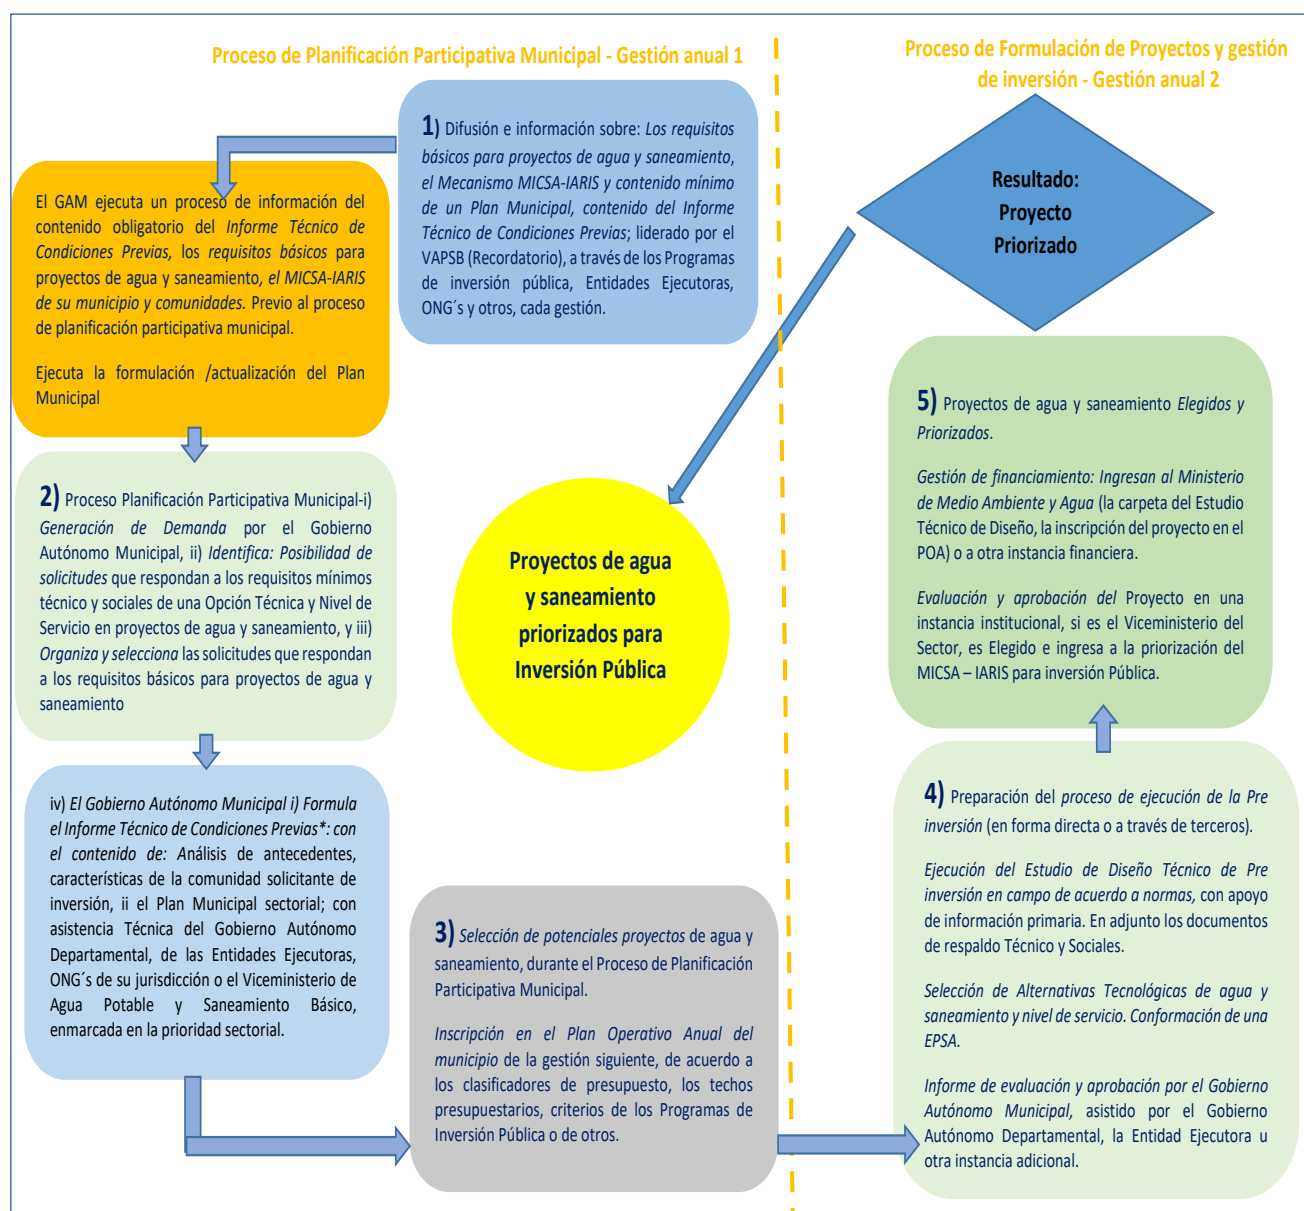 Proceso de Planificación Participativa Municipal - Gestión anual 1
1) Difusión e información sobre: Los requisitos
básicos para proyectos de agua y saneamiento,
el Mecanismo MICSA-IARIS y contenido mínimo
de un Plan Municipal, contenido del Informe
Técnico de Condiciones Previas; liderado por el
VAPSB (Recordatorio), a través de los Programas
de inversión pública, Entidades Ejecutoras,
ONG´s y otros, cada gestión.
El GAM ejecuta un proceso de información del
contenido obligatorio del Informe Técnico de
Condiciones Previas, los requisitos básicos para
proyectos de agua y saneamiento, el MICSA-IARIS
de su municipio y comunidades. Previo al proceso
de planificación participativa municipal.
Ejecuta la formulación /actualización del Plan
Municipal
2) Proceso Planificación Participativa Municipal-i)
Generación de Demanda por el Gobierno
Autónomo Municipal, ii) Identifica: Posibilidad de
solicitudes que respondan a los requisitos mínimos
técnico y sociales de una Opción Técnica y Nivel de
Servicio en proyectos de agua y saneamiento, y iii)
Organiza y selecciona las solicitudes que respondan
a los requisitos básicos para proyectos de agua y
saneamiento
iv) El Gobierno Autónomo Municipal i) Formula
el Informe Técnico de Condiciones Previas*: con
el contenido de: Análisis de antecedentes,
características de la comunidad solicitante de
inversión, ii el Plan Municipal sectorial; con
asistencia Técnica del Gobierno Autónomo
Departamental, de las Entidades Ejecutoras,
ONG´s de su jurisdicción o el Viceministerio de
Agua Potable y Saneamiento Básico,
enmarcada en la prioridad sectorial.
3) Selección de potenciales proyectos de agua y
saneamiento, durante el Proceso de Planificación
Participativa Municipal.
Inscripción en el Plan Operativo Anual del
municipio de la gestión siguiente, de acuerdo a
los clasificadores de presupuesto, los techos
presupuestarios, criterios de los Programas de
Inversión Pública o de otros.
Proyectos de agua
y saneamiento
priorizados para
Inversión Pública
Proceso de Formulación de Proyectos y gestión
de inversión - Gestión anual 2
Resultado:
Proyecto
Priorizado
5) Proyectos de agua y saneamiento Elegidos y
Priorizados.
Gestión de financiamiento: Ingresan al Ministerio
de Medio Ambiente y Agua (la carpeta del Estudio
Técnico de Diseño, la inscripción del proyecto en el
POA) o a otra instancia financiera.
Evaluación y aprobación del Proyecto en una
instancia institucional, si es el Viceministerio del
Sector, es Elegido e ingresa a la priorización del
MICSA – IARIS para inversión Pública.
4) Preparación del proceso de ejecución de la Pre
inversión (en forma directa o a través de terceros).
Ejecución del Estudio de Diseño Técnico de Pre
inversión en campo de acuerdo a normas, con apoyo
de información primaria. En adjunto los documentos
de respaldo Técnico y Sociales.
Selección de Alternativas Tecnológicas de agua y
saneamiento y nivel de servicio. Conformación de una
EPSA.
Informe de evaluación y aprobación por el Gobierno
Autónomo Municipal, asistido por el Gobierno
Autónomo Departamental, la Entidad Ejecutora u
otra instancia adicional.